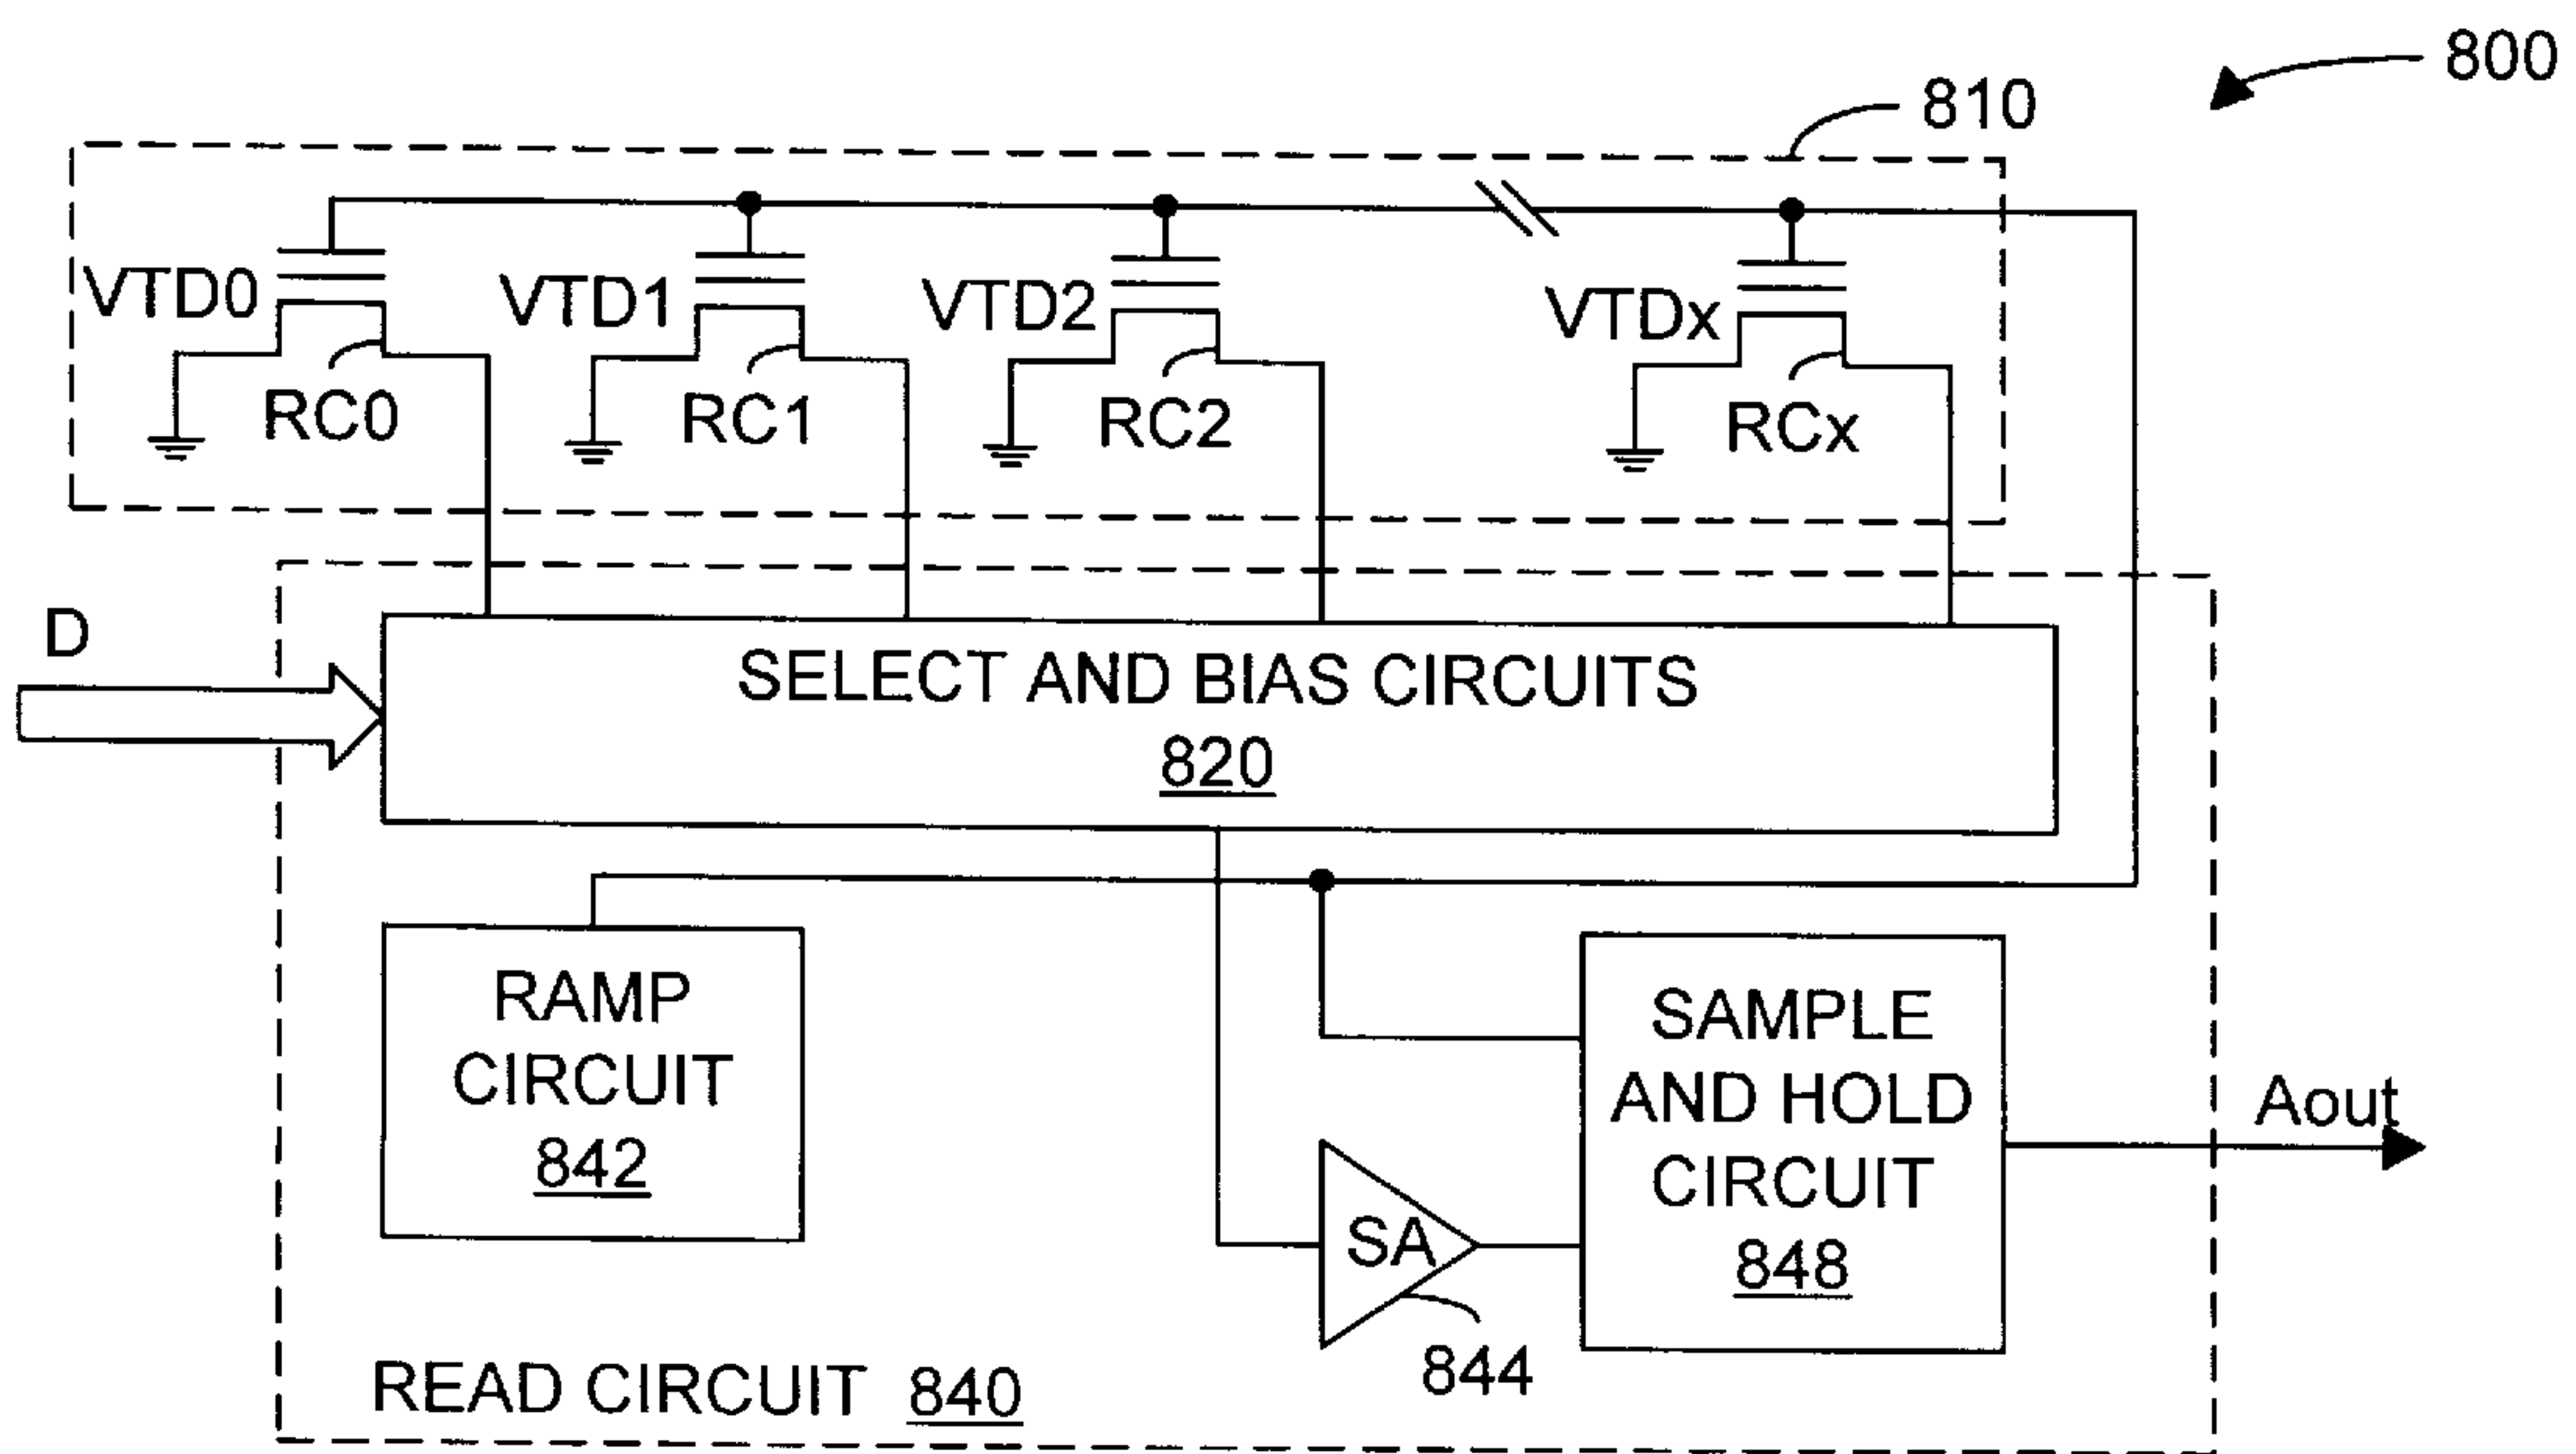 800
810
VTD0
VTD1
VTD2
VTDx
RC0
RC1
RC2
RCx
D
SELECT AND BIAS CIRCUITS
820
RAMP
CIRCUIT
842
SAMPLE
AND HOLD
CIRCUIT
848
Aout
SA
844
READ CIRCUIT 840